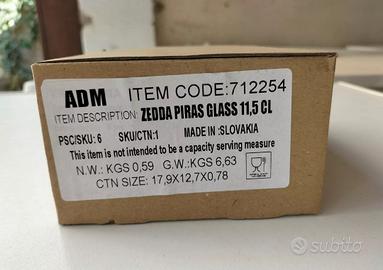 ADM ITEM CODE:712254
ITEM DESCRIPTION: ZEDDA PIRAS GLASS 11,5 CL
PSC/SKU: 6 SKU/CTN:1 MADE IN :SLOVAKIA
This item is not intended to be a capacity serving measure
N.W.: KGS 0,59 G.W.:KGS 6,63
CTN SIZE: 17,9X12,7X0,78
subito